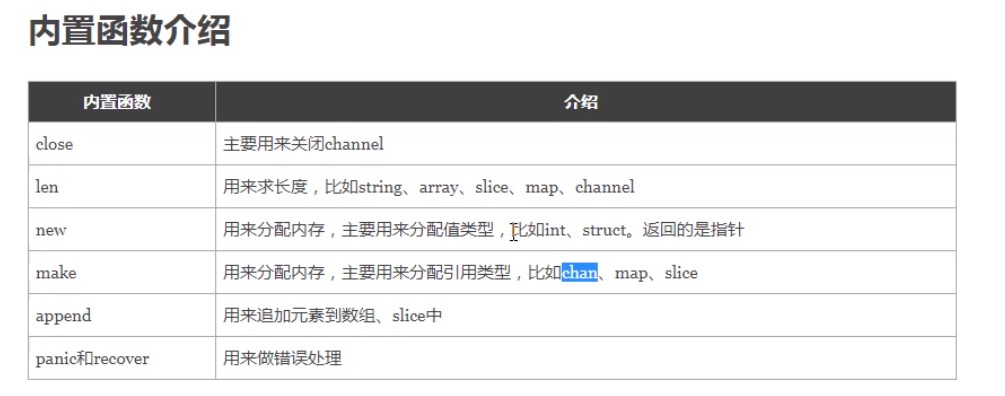 内置函数介绍
内置函数 介绍
close 主要用来关闭channel
len 用来求长度，比如string、array、slice、map、channel
new 用来分配内存，主要用来分配值类型，比如int、struct。返回的是指针
make 用来分配内存，主要用来分配引用类型，比如chan、map、slice
append 用来追加元素到数组、slice中
panic和recover 用来做错误处理